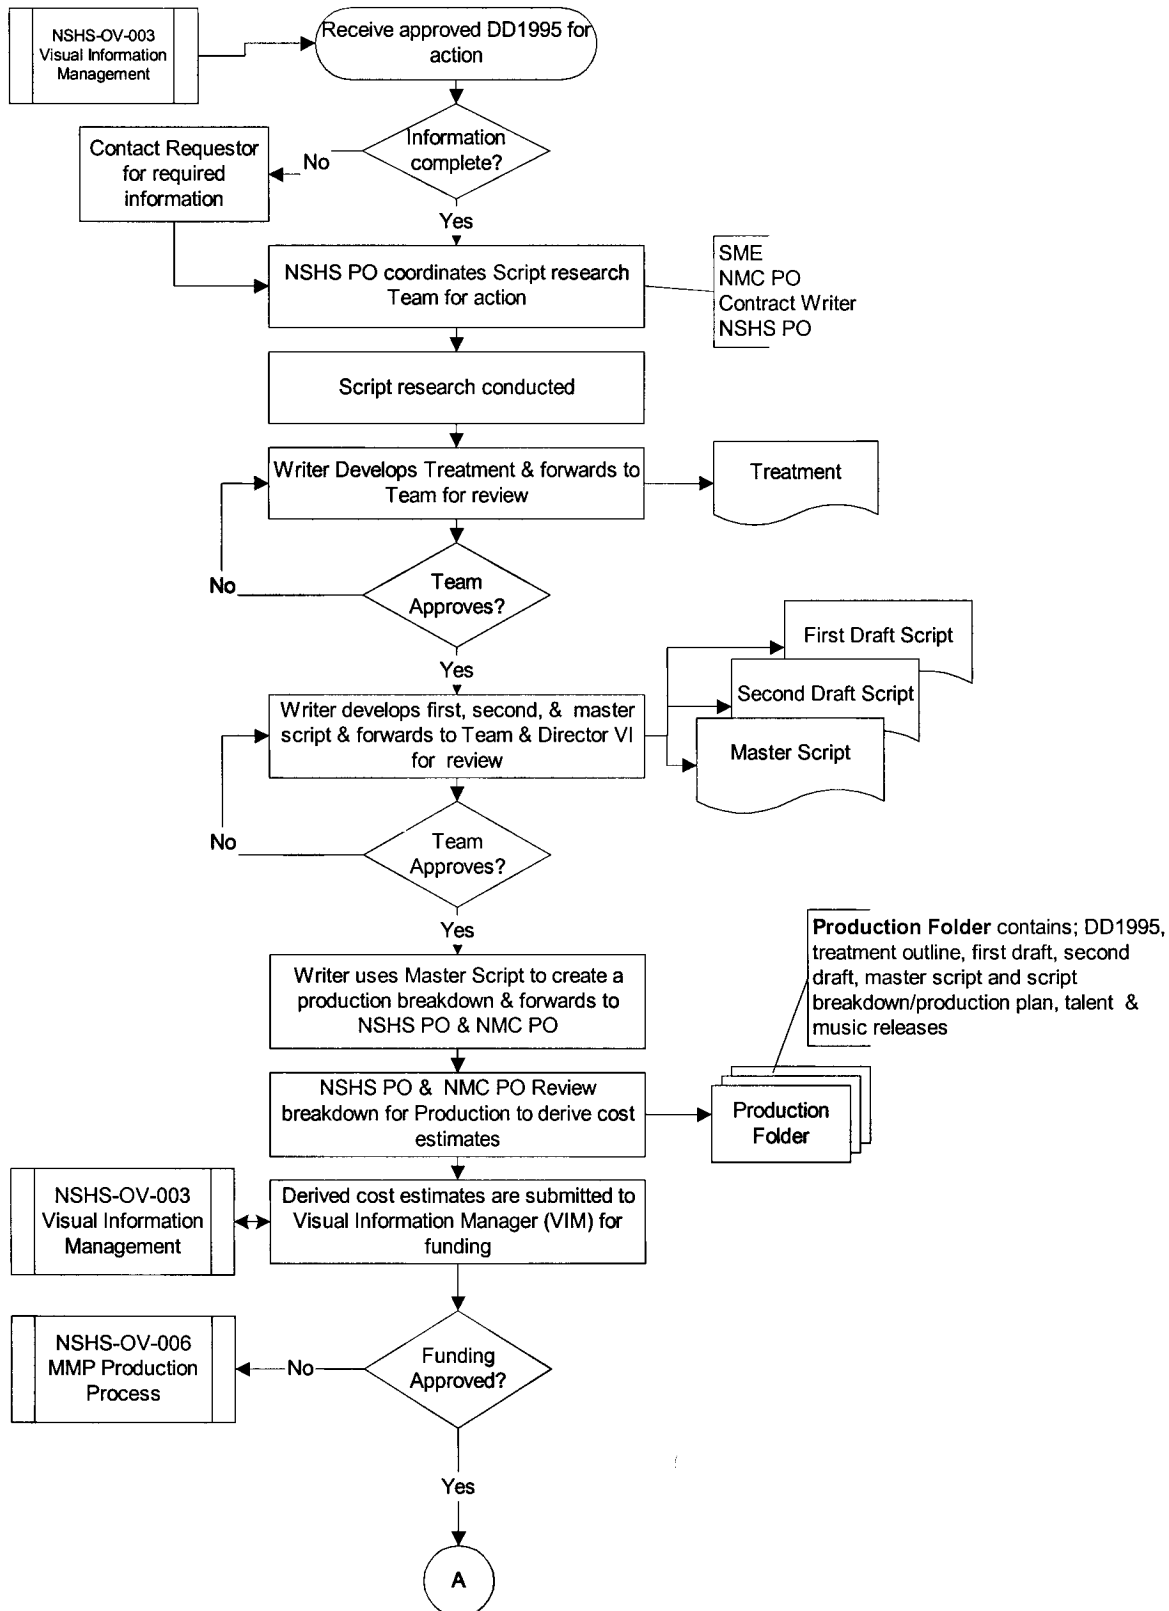 NSHS-OV-003
Visual Information
Management
Receive approved DD1995 for
action
Information
complete?
No
Contact Requestor
for required
information
Yes
NSHS PO coordinates Script research
Team for action
SME
NMC PO
Contract Writer
NSHS PO
Script research conducted
Writer Develops Treatment & forwards to
Team for review
Treatment
Team
Approves?
No
Yes
First Draft Script
Second Draft Script
Master Script
Writer develops first, second, & master
script & forwards to Team & Director VI
for review
Team
Approves?
No
Yes
Production Folder contains; DD1995,
treatment outline, first draft, second
draft, master script and script
breakdown/production plan, talent &
music releases
Writer uses Master Script to create a
production breakdown & forwards to
NSHS PO & NMC PO
NSHS PO & NMC PO Review
breakdown for Production to derive cost
estimates
Production
Folder
NSHS-OV-003
Visual Information
Management
Derived cost estimates are submitted to
Visual Information Manager (VIM) for
funding
NSHS-OV-006
MMP Production
Process
No
Funding
Approved?
Yes
A